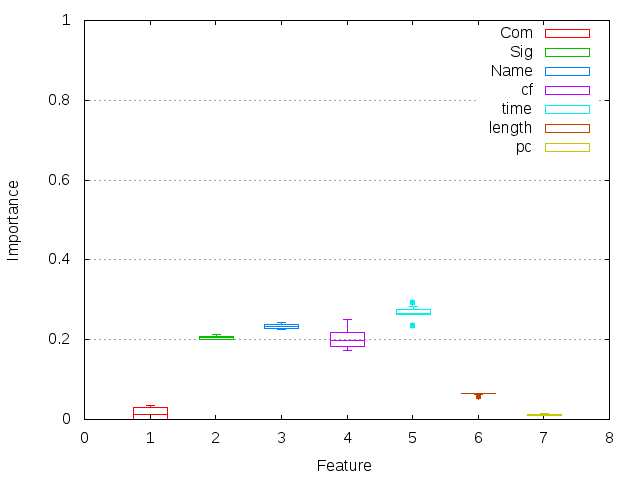 1
0.8
0.6
0.4
0.2
0
Importance
Com
Sig
Name
cf
time
length
pc
0 1 2 3 4 5 6 7 8
Feature